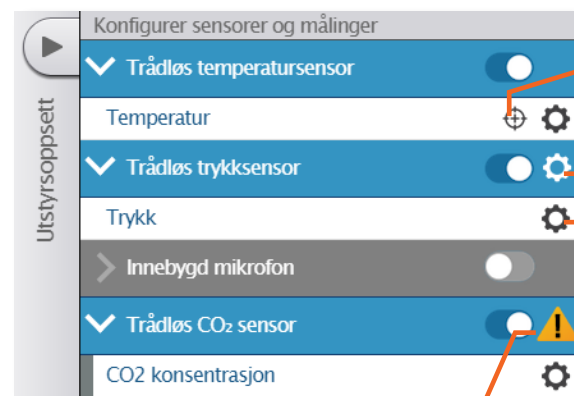 Konfigurer sensorer og målinger
Trådløs temperatursensor
Temperatur
Trådløs trykksensor
Trykk
Innebygd mikrofon
Trådløs CO₂ sensor
CO2 konsentrasjon
Utstyrsoppsett